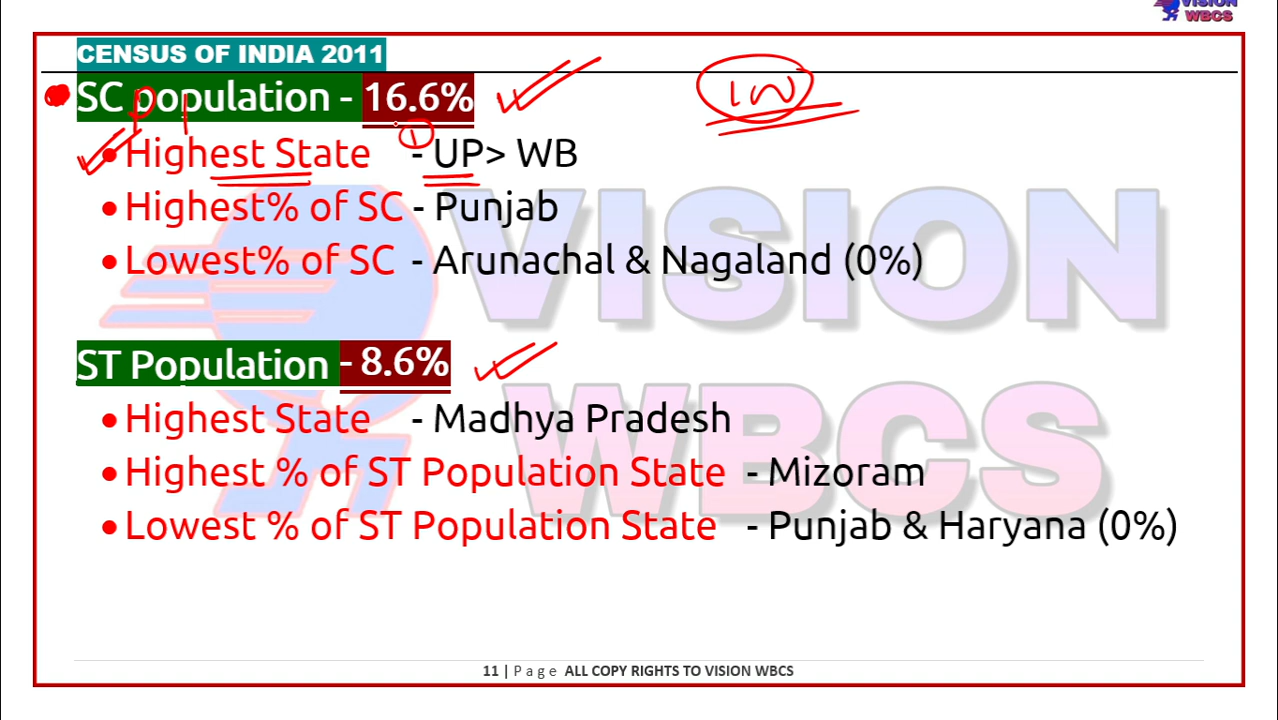 VISION
WBCS
CENSUS OF INDIA 2011
SC population - 16.6%
• Highest State - UP> WB
• Highest% of SC - Punjab
• Lowest% of SC - Arunachal & Nagaland (0%)
ST Population - 8.6%
• Highest State - Madhya Pradesh
• Highest % of ST Population State - Mizoram
• Lowest % of ST Population State - Punjab & Haryana (0%)
VISION
WBCS
11 | Page ALL COPY RIGHTS TO VISION WBCS